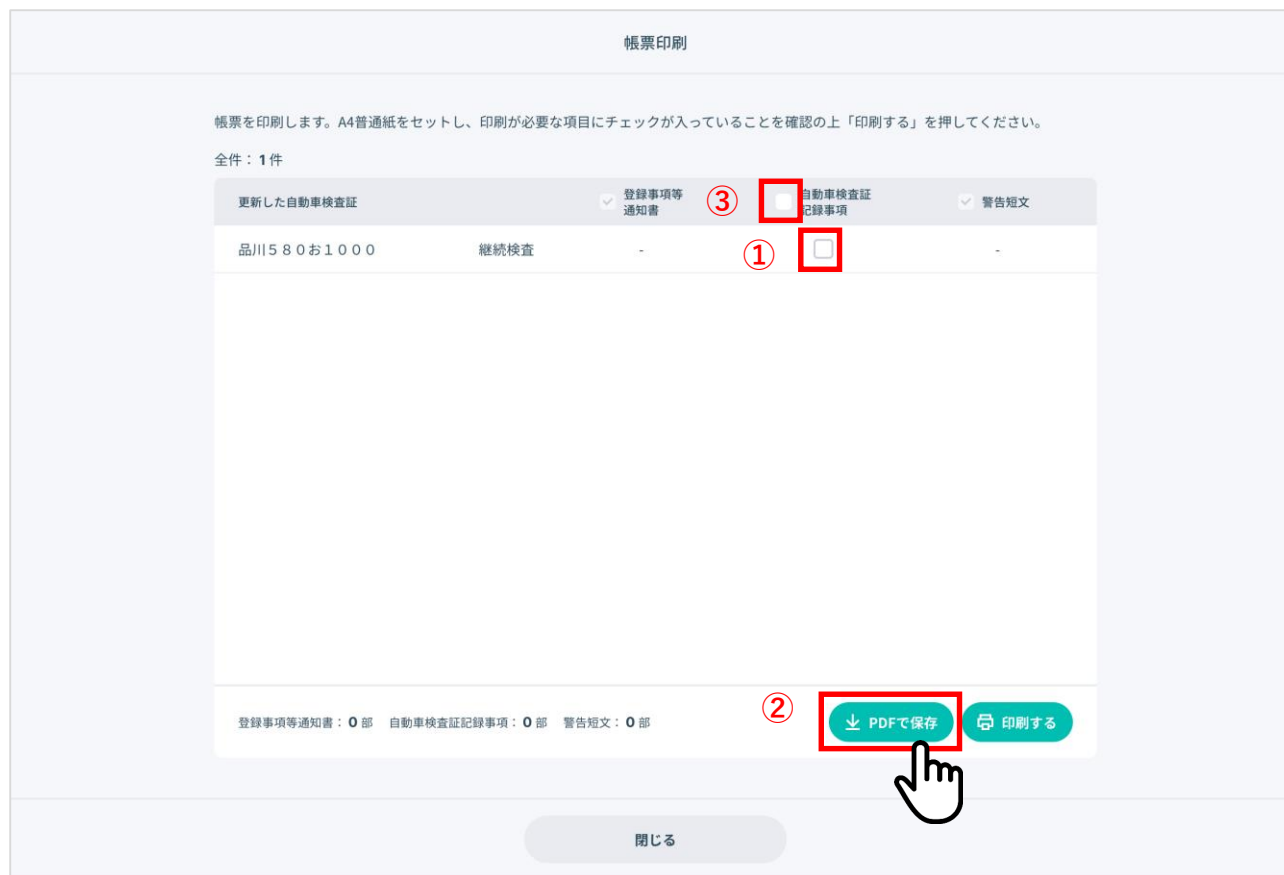 帳票印刷
帳票を印刷します。A4普通紙をセットし、印刷が必要な項目にチェックが入っていることを確認の上「印刷する」を押してください。
全件：1件
更新した自動車検査証
登録事項等
通知書
③
自動車検査証
記録事項
警告短文
品川５８０お１０００ 継続検査 - ① -
登録事項等通知書：0 部 自動車検査証記録事項：0 部 警告短文：0 部
②
PDFで保存
印刷する
閉じる